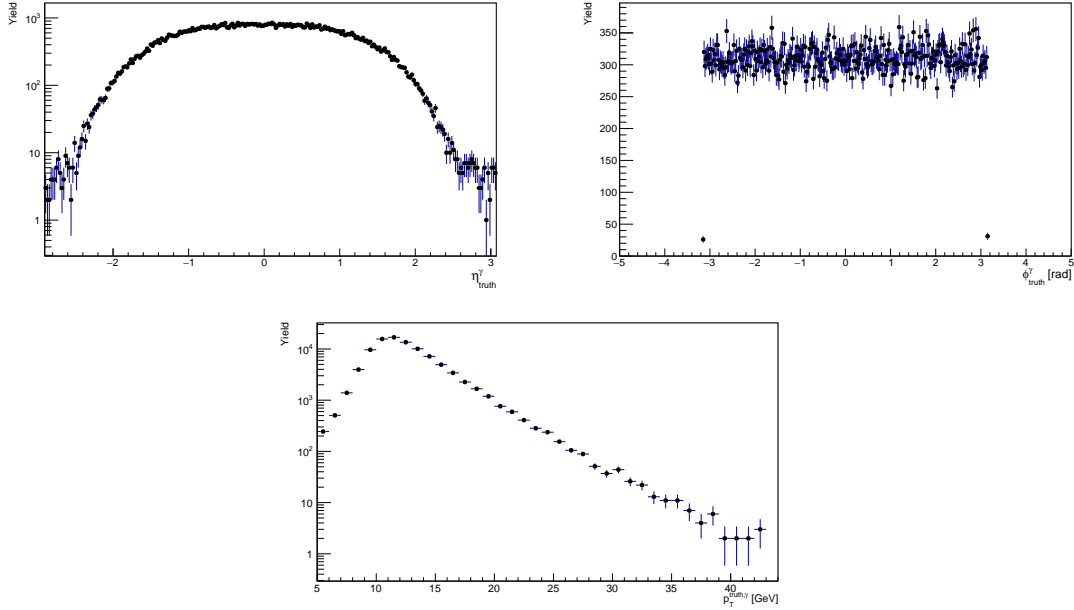 Yield
10³
10²
10
1
−2 −1 0 1 2 3
η^γ_truth
Yield
350
300
250
200
150
100
50
0
−5 −4 −3 −2 −1 0 1 2 3 4 5
ϕ^γ_truth [rad]
Yield
10⁴
10³
10²
10
1
5 10 15 20 25 30 35 40
p_T^truth,γ [GeV]